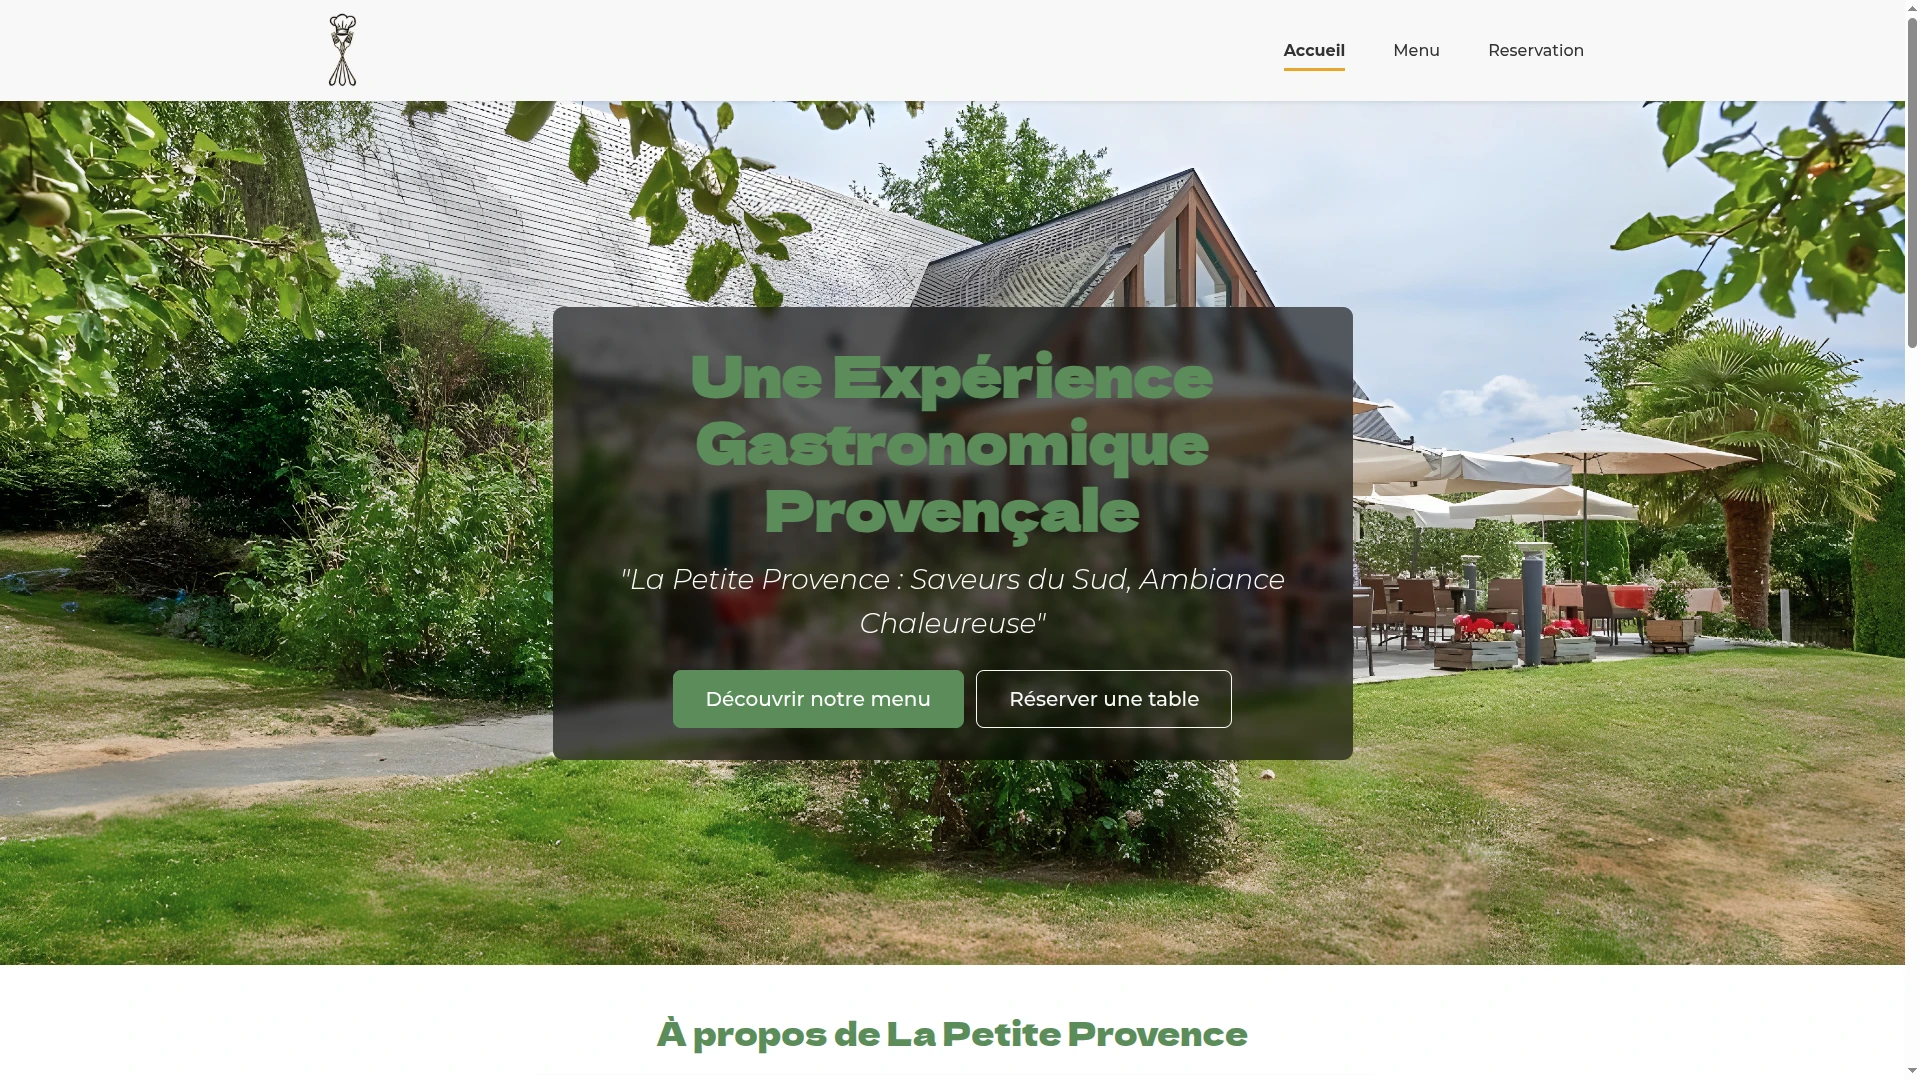 Accueil
Menu
Reservation
Une Expérience
Gastronomique
Provençale
"La Petite Provence : Saveurs du Sud, Ambiance
Chaleureuse"
Découvrir notre menu
Réserver une table
À propos de La Petite Provence